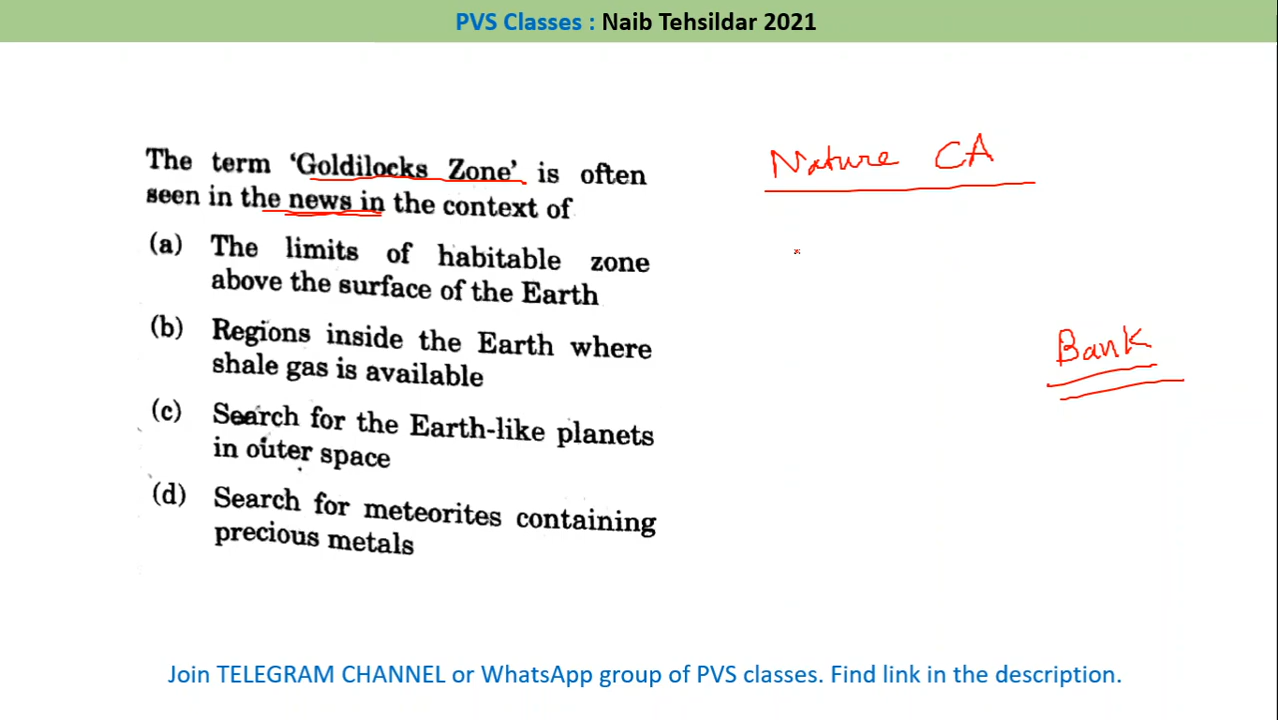 PVS Classes : Naib Tehsildar 2021
Nature CA
The term ‘Goldilocks Zone’ is often
seen in the news in the context of
(a) The limits of habitable zone
above the surface of the Earth
(b) Regions inside the Earth where
shale gas is available
Bank
(c) Search for the Earth-like planets
in outer space
(d) Search for meteorites containing
precious metals
Join TELEGRAM CHANNEL or WhatsApp group of PVS classes. Find link in the description.